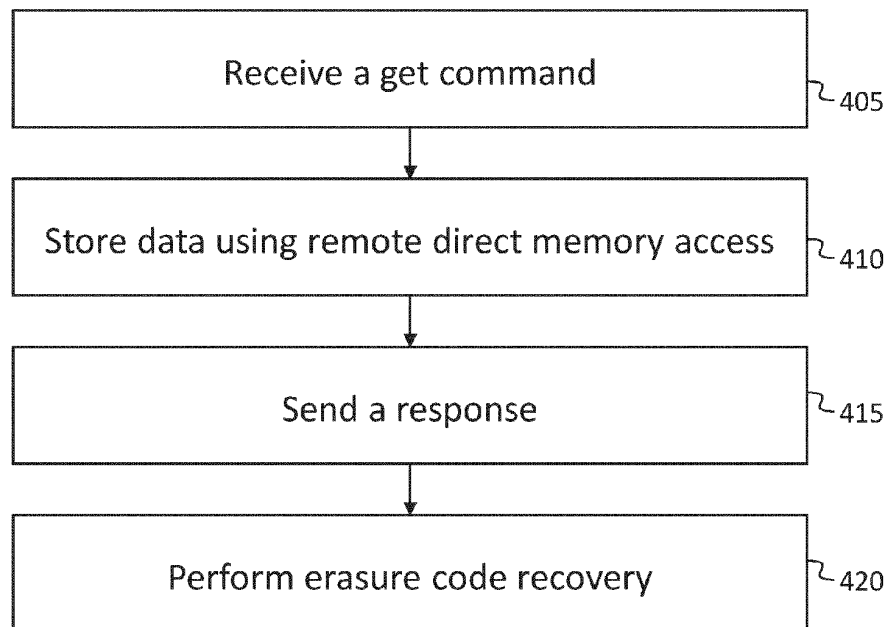 Receive a get command
405
Store data using remote direct memory access
410
Send a response
415
Perform erasure code recovery
420